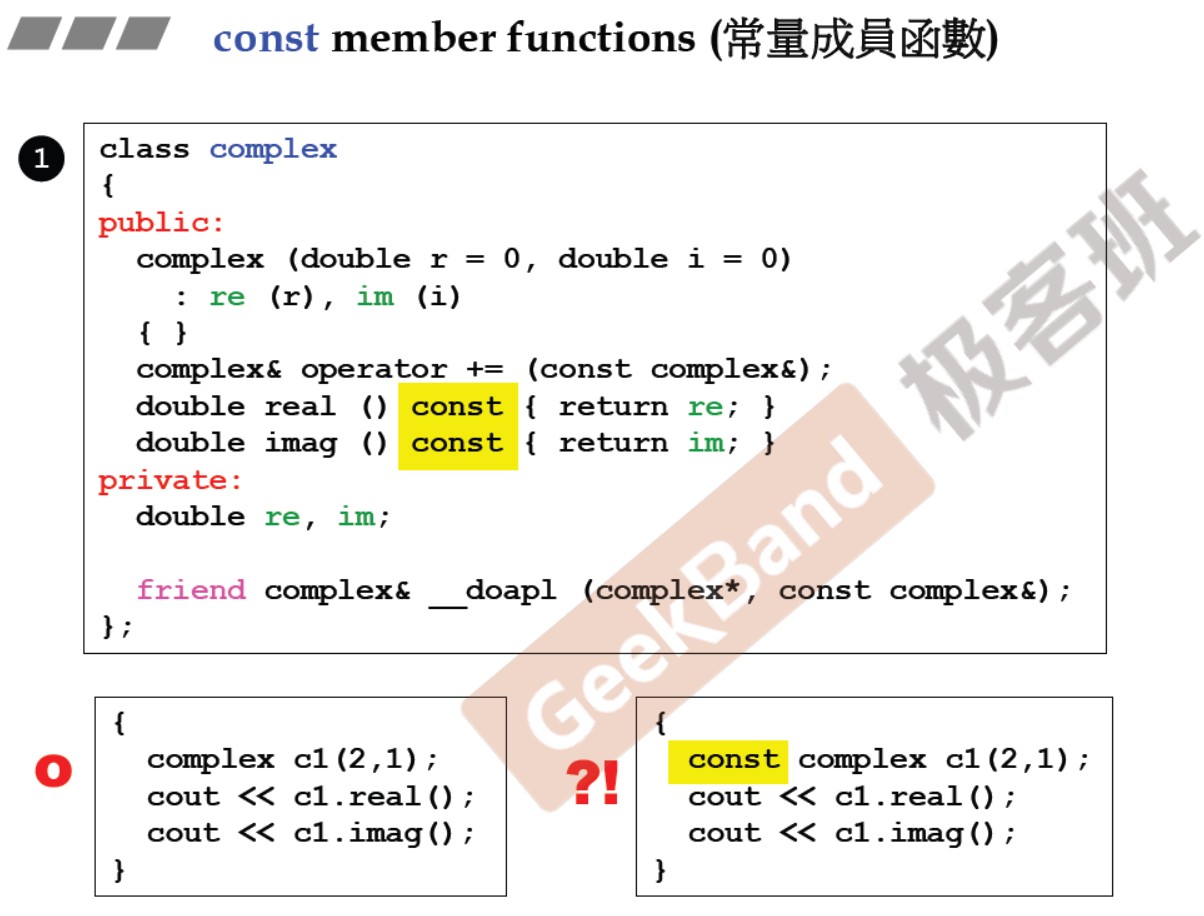 const member functions (常量成員函數)
1
class complex
{
public:
  complex (double r = 0, double i = 0)
    : re (r), im (i)
  { }
  complex& operator += (const complex&);
  double real () const { return re; }
  double imag () const { return im; }
private:
  double re, im;
  friend complex& __doapl (complex*, const complex&);
};
极客班
GeekBand
O
{
  complex c1(2,1);
  cout << c1.real();
  cout << c1.imag();
}
?!
{
  const complex c1(2,1);
  cout << c1.real();
  cout << c1.imag();
}